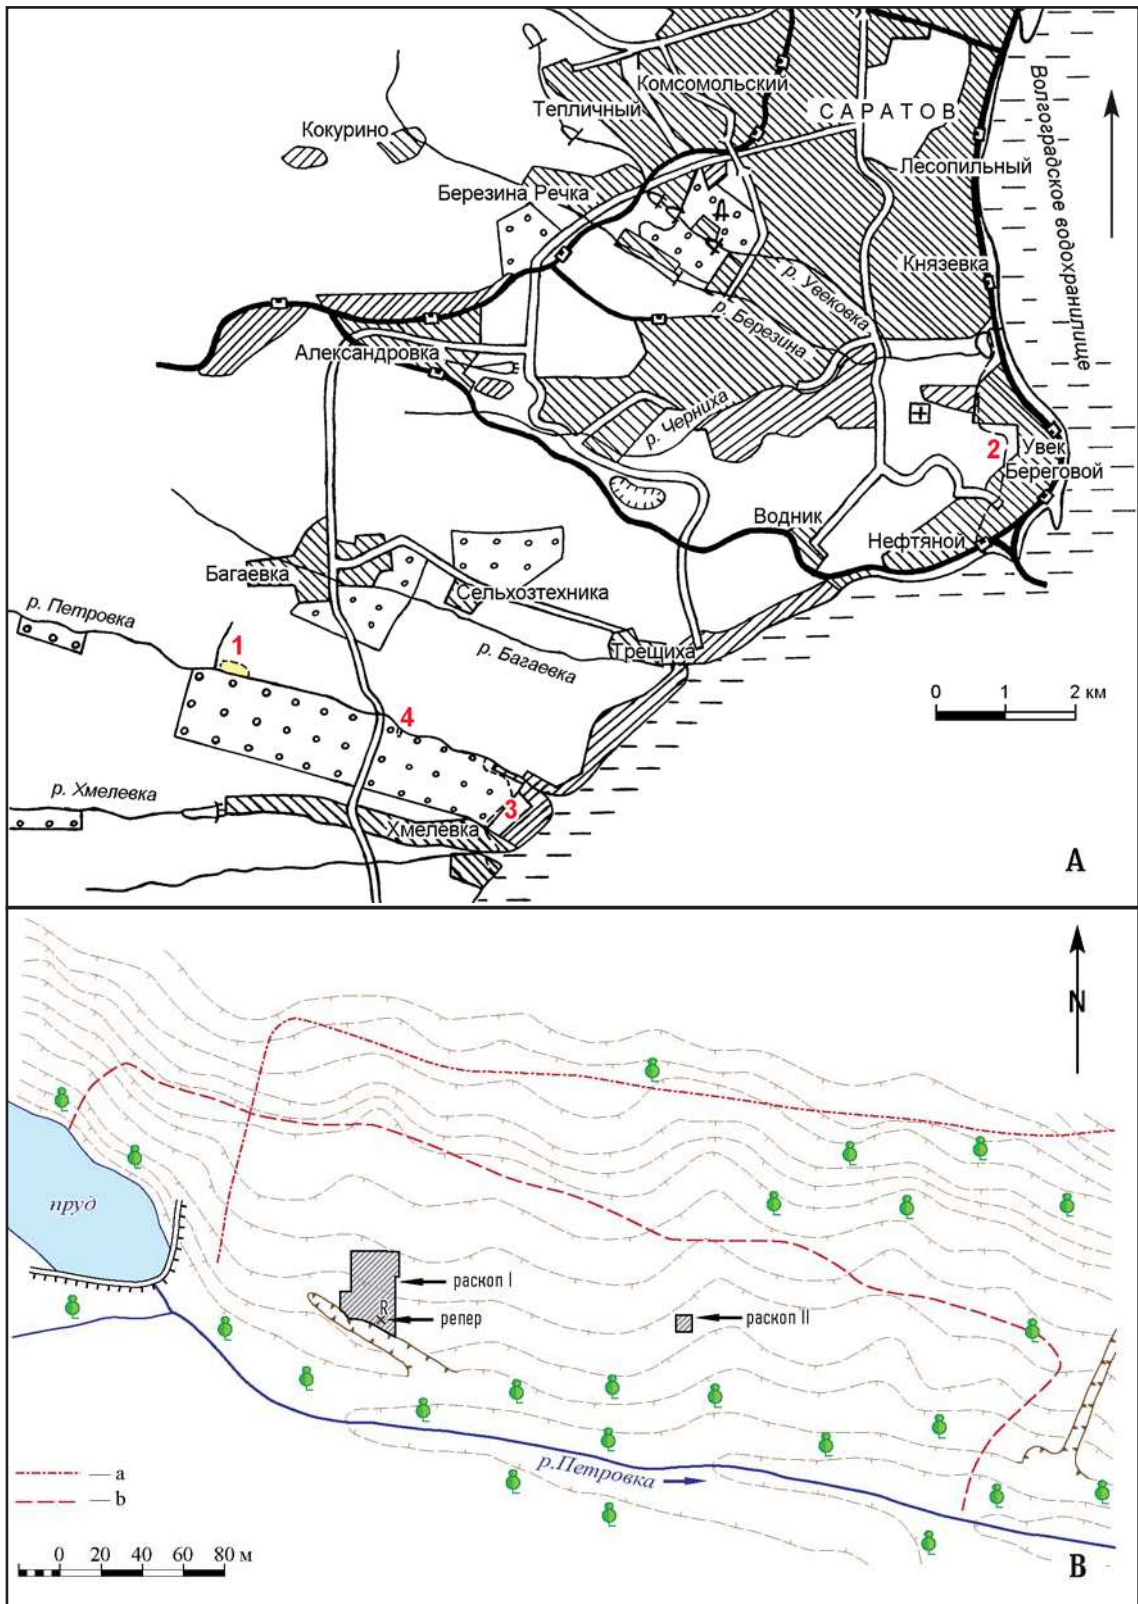 Комсомольский
Тепличный
САРАТОВ
Кокурино
Лесопильный
Березина Речка
Волгоградское водохранилище
Князевка
р. Увековка
р. Березина
Александровка
р. Черниха
2
Увек
Береговой
Водник
Нефтяной
Багаевка
Сельхозтехника
р. Петровка
1
Трещиха
р. Багаевка
0 1 2 км
4
р. Хмелевка
3
Хмелевка
А
N
пруд
раскоп I
R
репер
раскоп II
р.Петровка
— a
— b
0 20 40 60 80 м
В